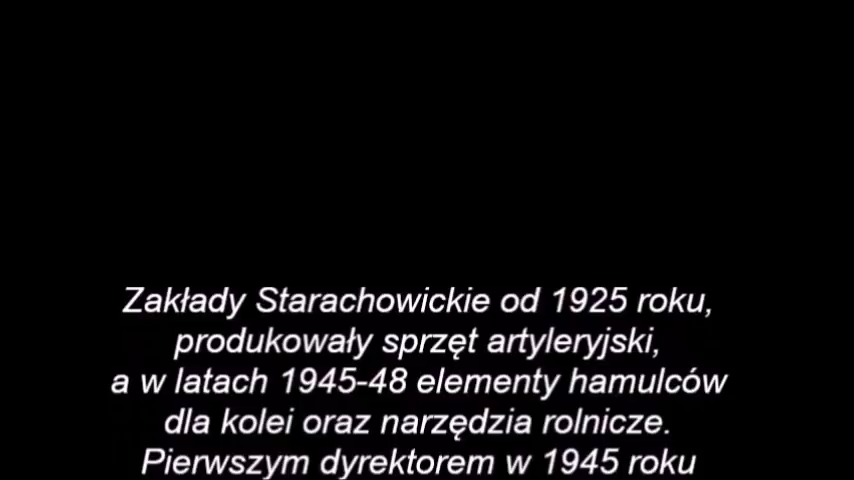 Zakłady Starachowickie od 1925 roku,
produkowały sprzęt artyleryjski,
a w latach 1945-48 elementy hamulców
dla kolei oraz narzędzia rolnicze.
Pierwszym dyrektorem w 1945 roku